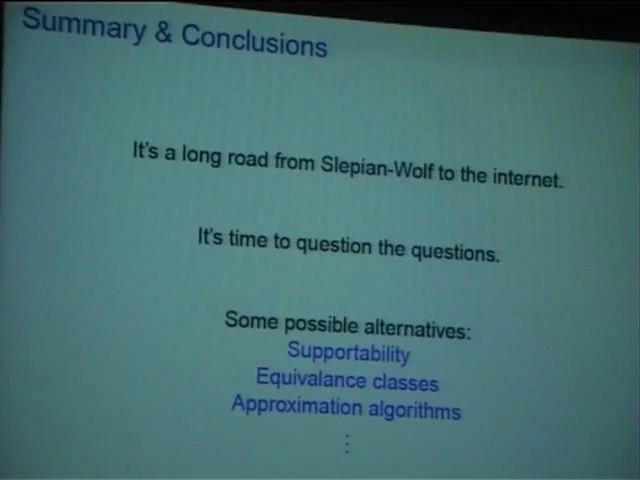 Summary & Conclusions
It's a long road from Slepian-Wolf to the internet.
It's time to question the questions.
Some possible alternatives:
Supportability
Equivalance classes
Approximation algorithms
⋮